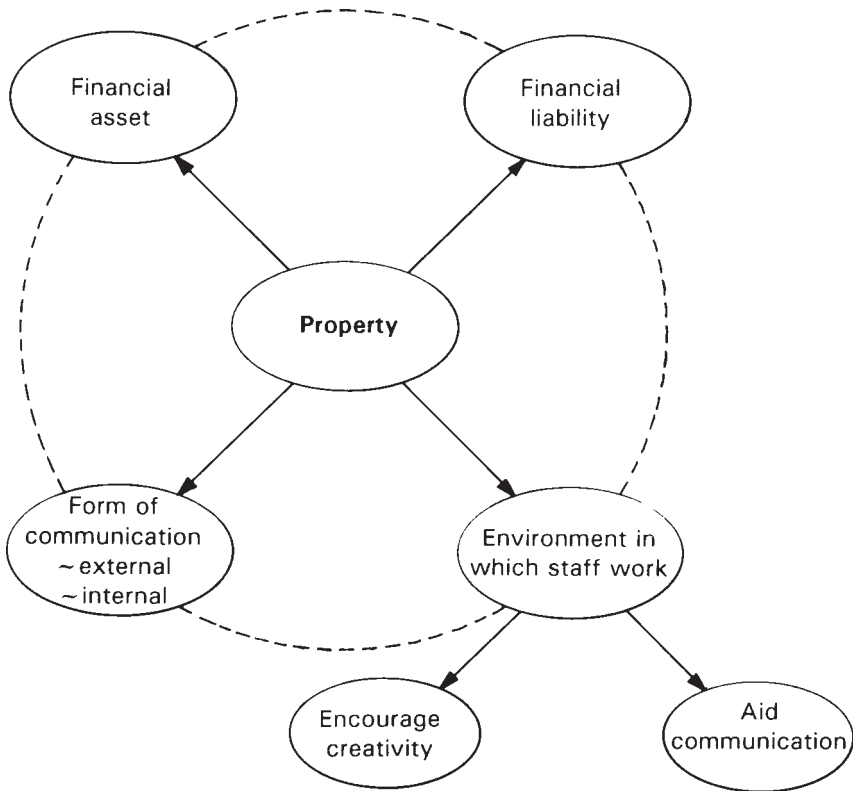 Financial
asset
Financial
liability
Property
Form of
communication
~external
~internal
Environment in
which staff work
Encourage
creativity
Aid
communication